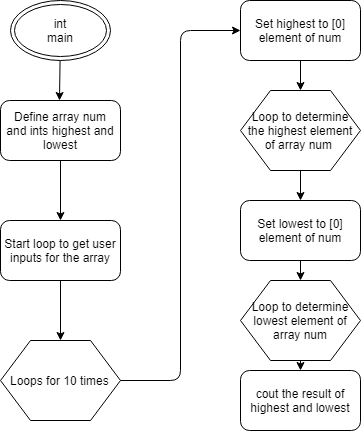 int
main
Define array num
and ints highest and
lowest
Start loop to get user
inputs for the array
Loops for 10 times
Set highest to [0]
element of num
Loop to determine
the highest element
of array num
Set lowest to [0]
element of num
Loop to determine
lowest element of
array num
cout the result of
highest and lowest